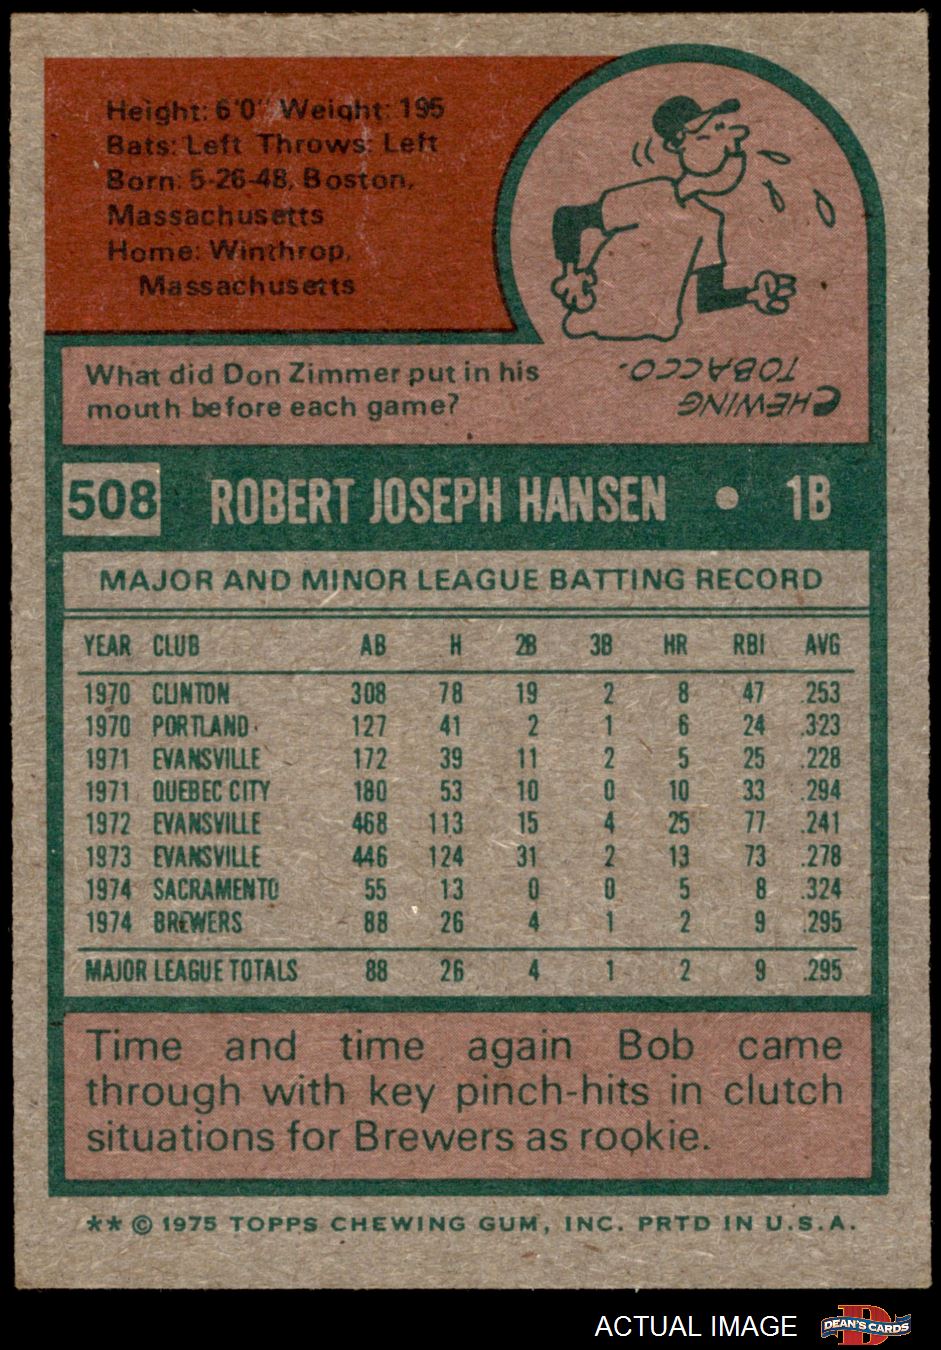 Height: 6'0" Weight: 195
Bats: Left Throws: Left
Born: 5-26-48, Boston,
Massachusetts
Home: Winthrop,
Massachusetts
What did Don Zimmer put in his
mouth before each game?
CHEWING
TOBACCO.
508 ROBERT JOSEPH HANSEN • 1B
MAJOR AND MINOR LEAGUE BATTING RECORD
YEAR CLUB AB H 2B 3B HR RBI AVG
1970 CLINTON 308 78 19 2 8 47 .253
1970 PORTLAND 127 41 2 1 6 24 .323
1971 EVANSVILLE 172 39 11 2 5 25 .228
1971 QUEBEC CITY 180 53 10 0 10 33 .294
1972 EVANSVILLE 468 113 15 4 25 77 .241
1973 EVANSVILLE 446 124 31 2 13 73 .278
1974 SACRAMENTO 55 13 0 0 5 8 .324
1974 BREWERS 88 26 4 1 2 9 .295
MAJOR LEAGUE TOTALS 88 26 4 1 2 9 .295
Time and time again Bob came
through with key pinch-hits in clutch
situations for Brewers as rookie.
** © 1975 TOPPS CHEWING GUM, INC. PRTD IN U.S.A.
ACTUAL IMAGE D DEAN'S CARDS